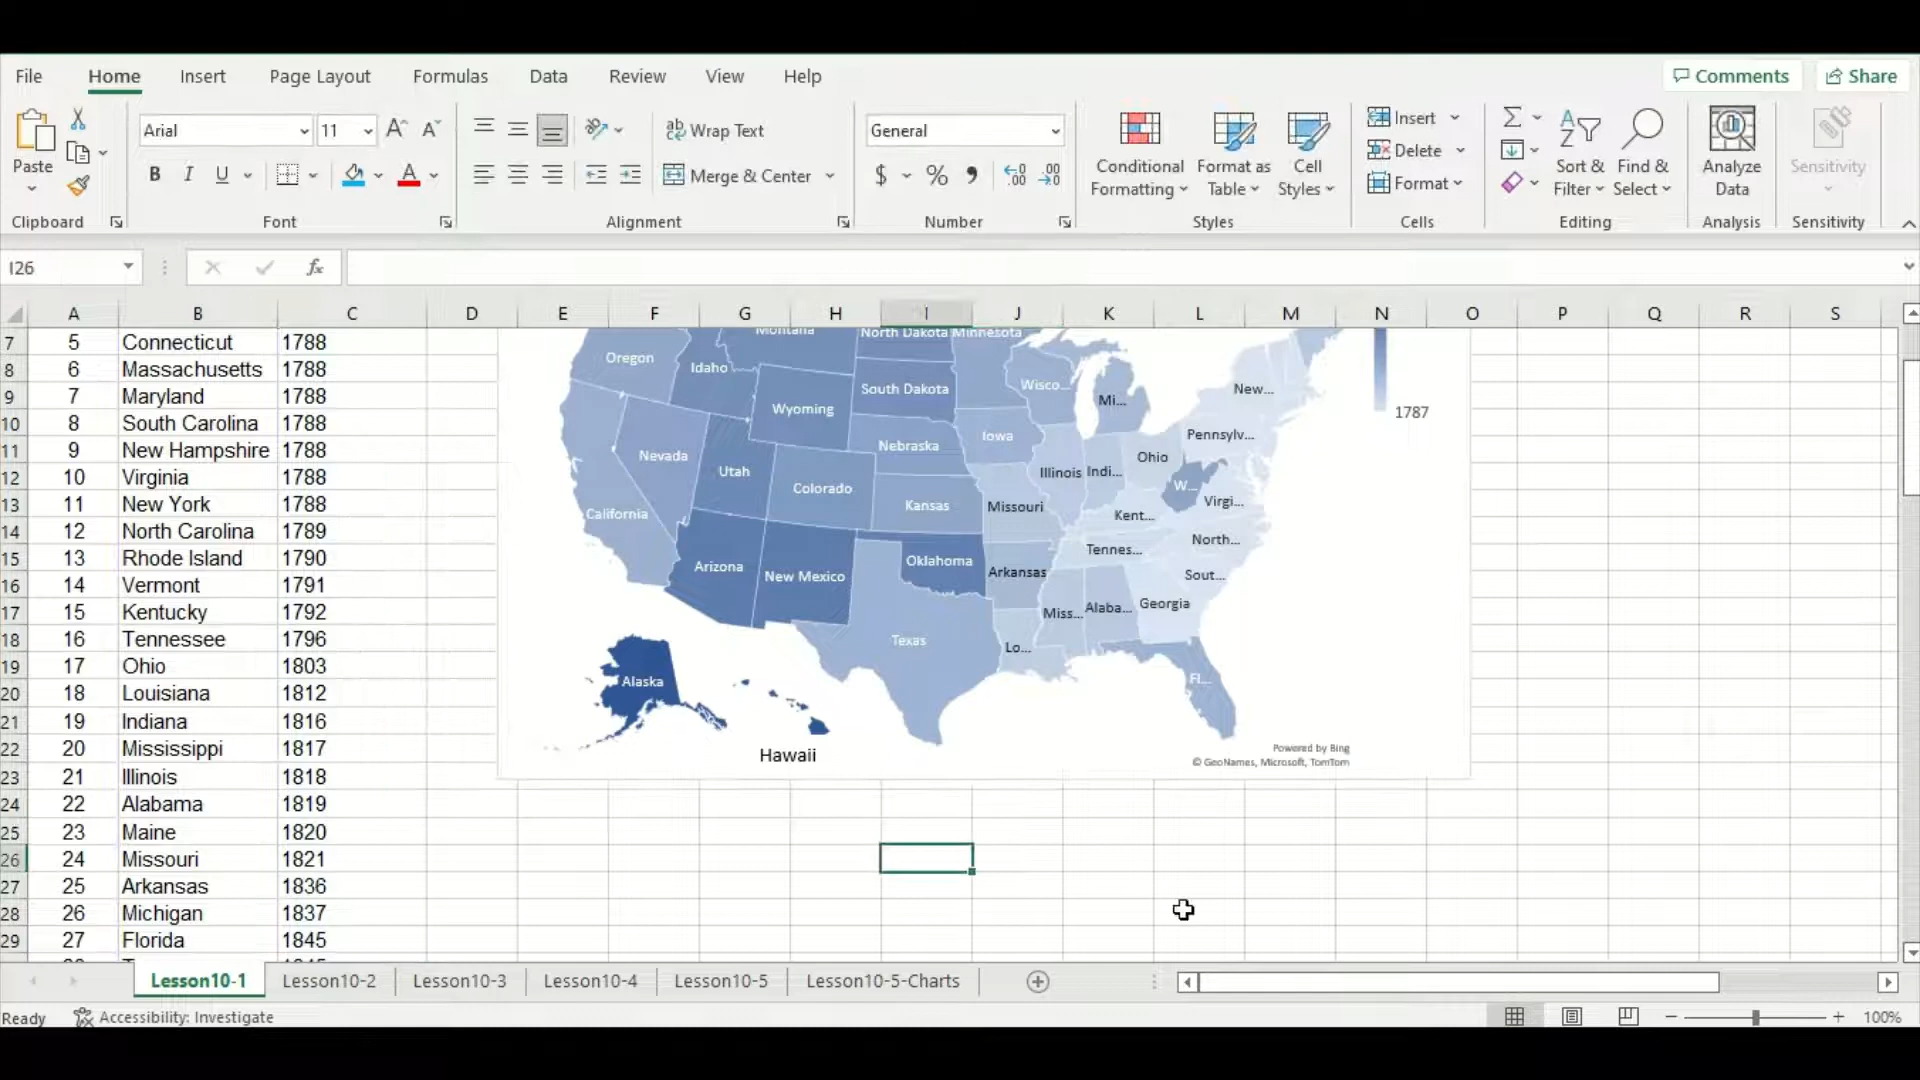 File Home Insert Page Layout Formulas Data Review View Help Comments Share
Arial 11 Wrap Text General Insert
Paste B I U Merge & Center $ % Conditional Formatting Format as Table Cell Styles Delete Format Sort & Filter Find & Select Analyze Data Sensitivity
Clipboard Font Alignment Number Styles Cells Editing Analysis Sensitivity
I26 fx
A B C D E F G H I J K L M N O P Q R S
7 5 Connecticut 1788
8 6 Massachusetts 1788
9 7 Maryland 1788
10 8 South Carolina 1788
11 9 New Hampshire 1788
12 10 Virginia 1788
13 11 New York 1788
14 12 North Carolina 1789
15 13 Rhode Island 1790
16 14 Vermont 1791
17 15 Kentucky 1792
18 16 Tennessee 1796
19 17 Ohio 1803
20 18 Louisiana 1812
21 19 Indiana 1816
22 20 Mississippi 1817
23 21 Illinois 1818
24 22 Alabama 1819
25 23 Maine 1820
26 24 Missouri 1821
27 25 Arkansas 1836
28 26 Michigan 1837
29 27 Florida 1845
Montana North Dakota Minnesota
Oregon Idaho South Dakota Wisco... New...
Wyoming Mi... 1787
Nebraska Iowa Pennsylv...
Nevada Utah Illinois Indi... Ohio
Colorado W...
California Kansas Missouri Kent... Virgi...
Tennes... North...
Arizona New Mexico Oklahoma Arkansas Sout...
Miss... Alaba... Georgia
Texas Lo...
Alaska Fl...
Hawaii
Powered by Bing
© GeoNames, Microsoft, TomTom
Lesson10-1 Lesson10-2 Lesson10-3 Lesson10-4 Lesson10-5 Lesson10-5-Charts
Ready Accessibility: Investigate 100%